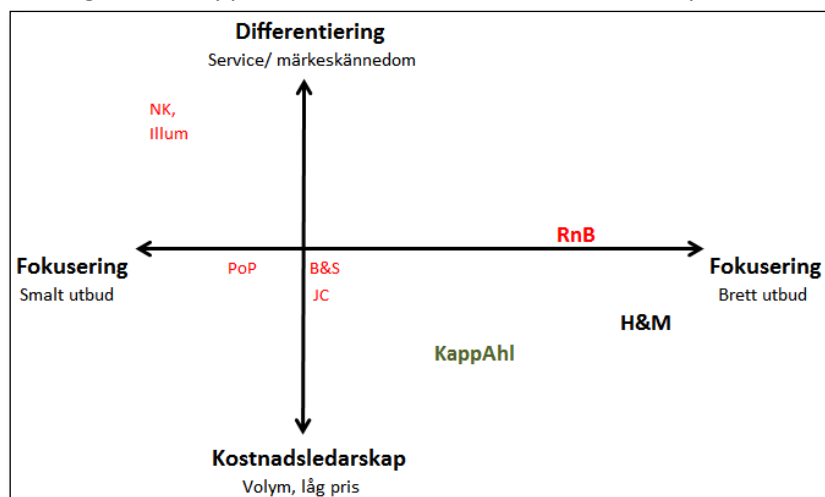 Differentiering
Service/ märkeskännedom
NK,
Illum
RnB
Fokusering
Smalt utbud
PoP
B&S
JC
Fokusering
Brett utbud
H&M
KappAhl
Kostnadsledarskap
Volym, låg pris